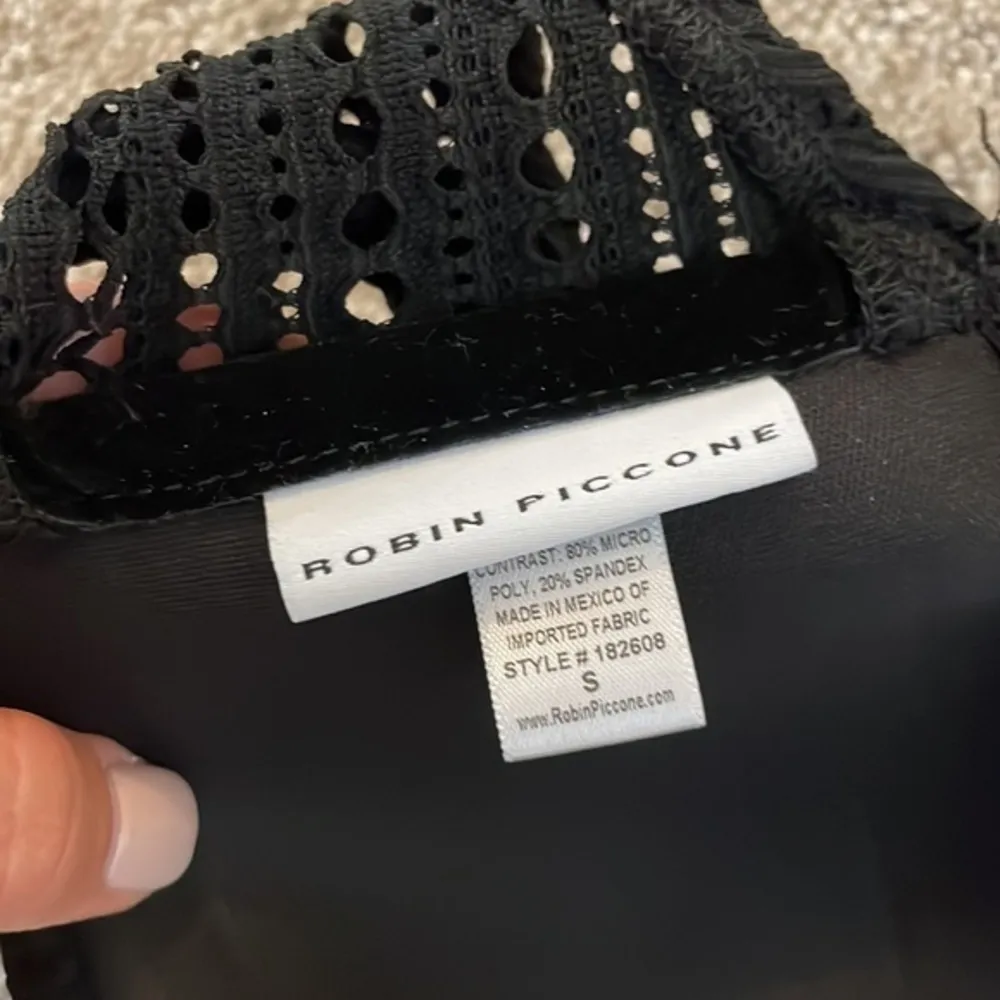 ROBIN PICCONE
CONTRAST: 80% MICRO
POLY, 20% SPANDEX
MADE IN MEXICO OF
IMPORTED FABRIC
STYLE # 182608
S
www.RobinPiccone.com